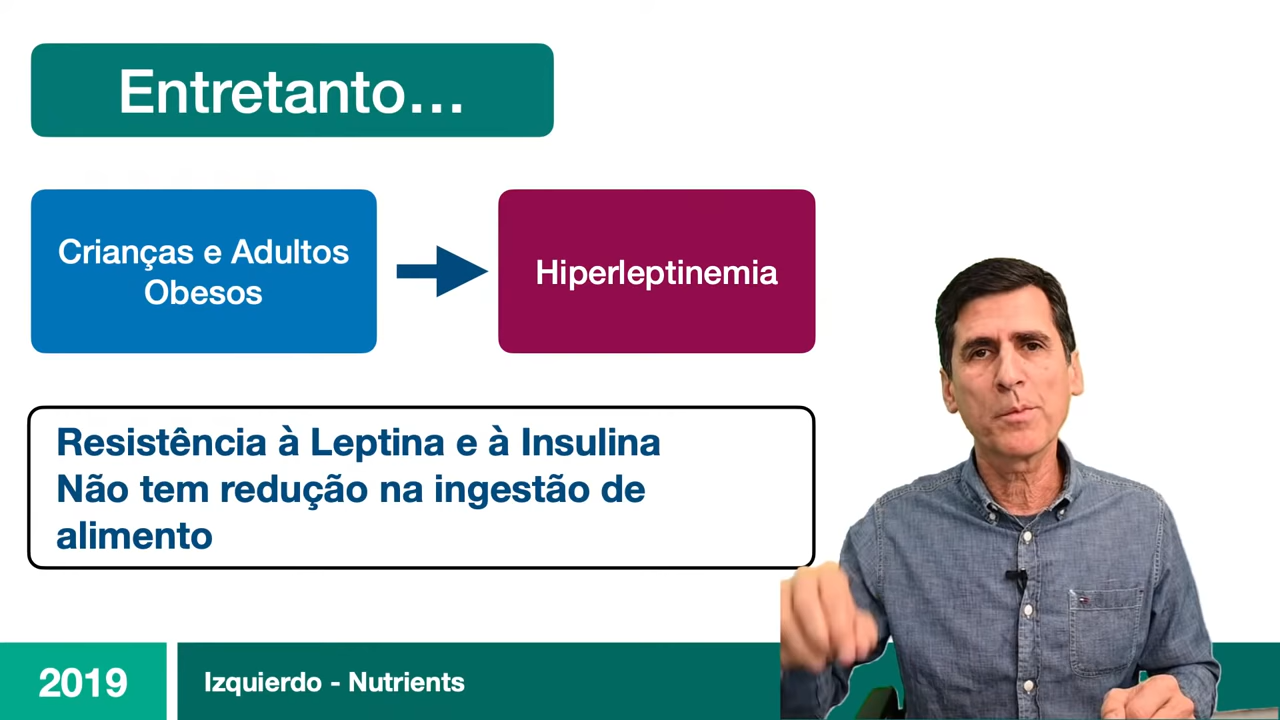 Entretanto...
Crianças e Adultos
Obesos
Hiperleptinemia
Resistência à Leptina e à Insulina
Não tem redução na ingestão de
alimento
2019
Izquierdo - Nutrients